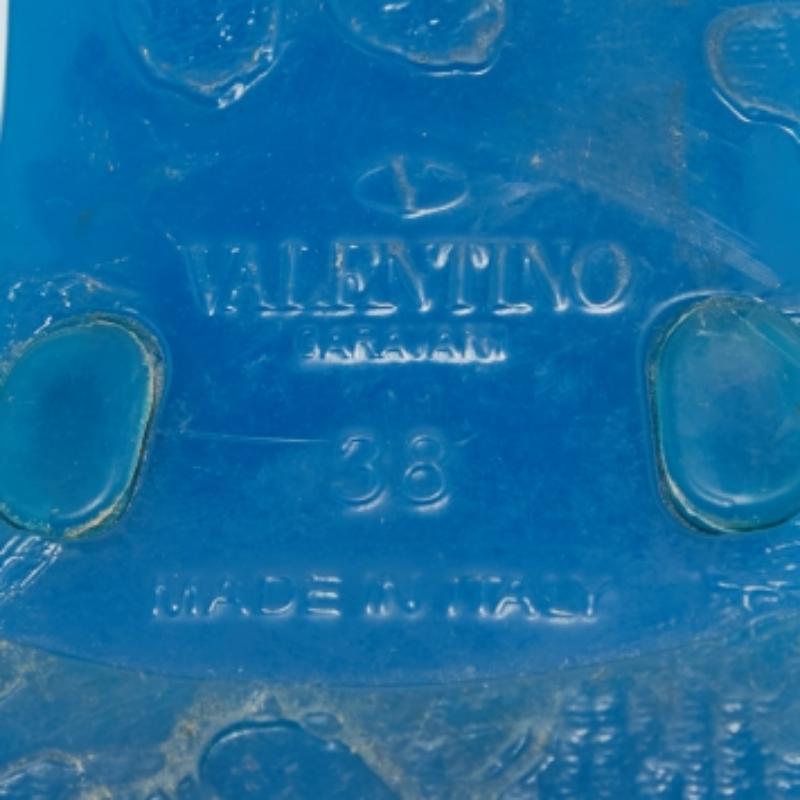 VALENTINO
GARAVANI
38
MADE IN ITALY